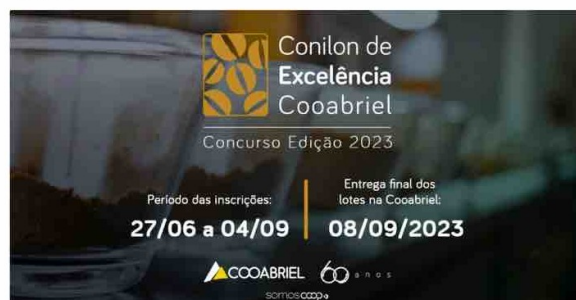 Conilon de
Excelência
Cooabriel
Concurso Edição 2023
Período das inscrições:
27/06 a 04/09
Entrega final dos
lotes na Cooabriel:
08/09/2023
COOABRIEL
60 anos
somoscoop